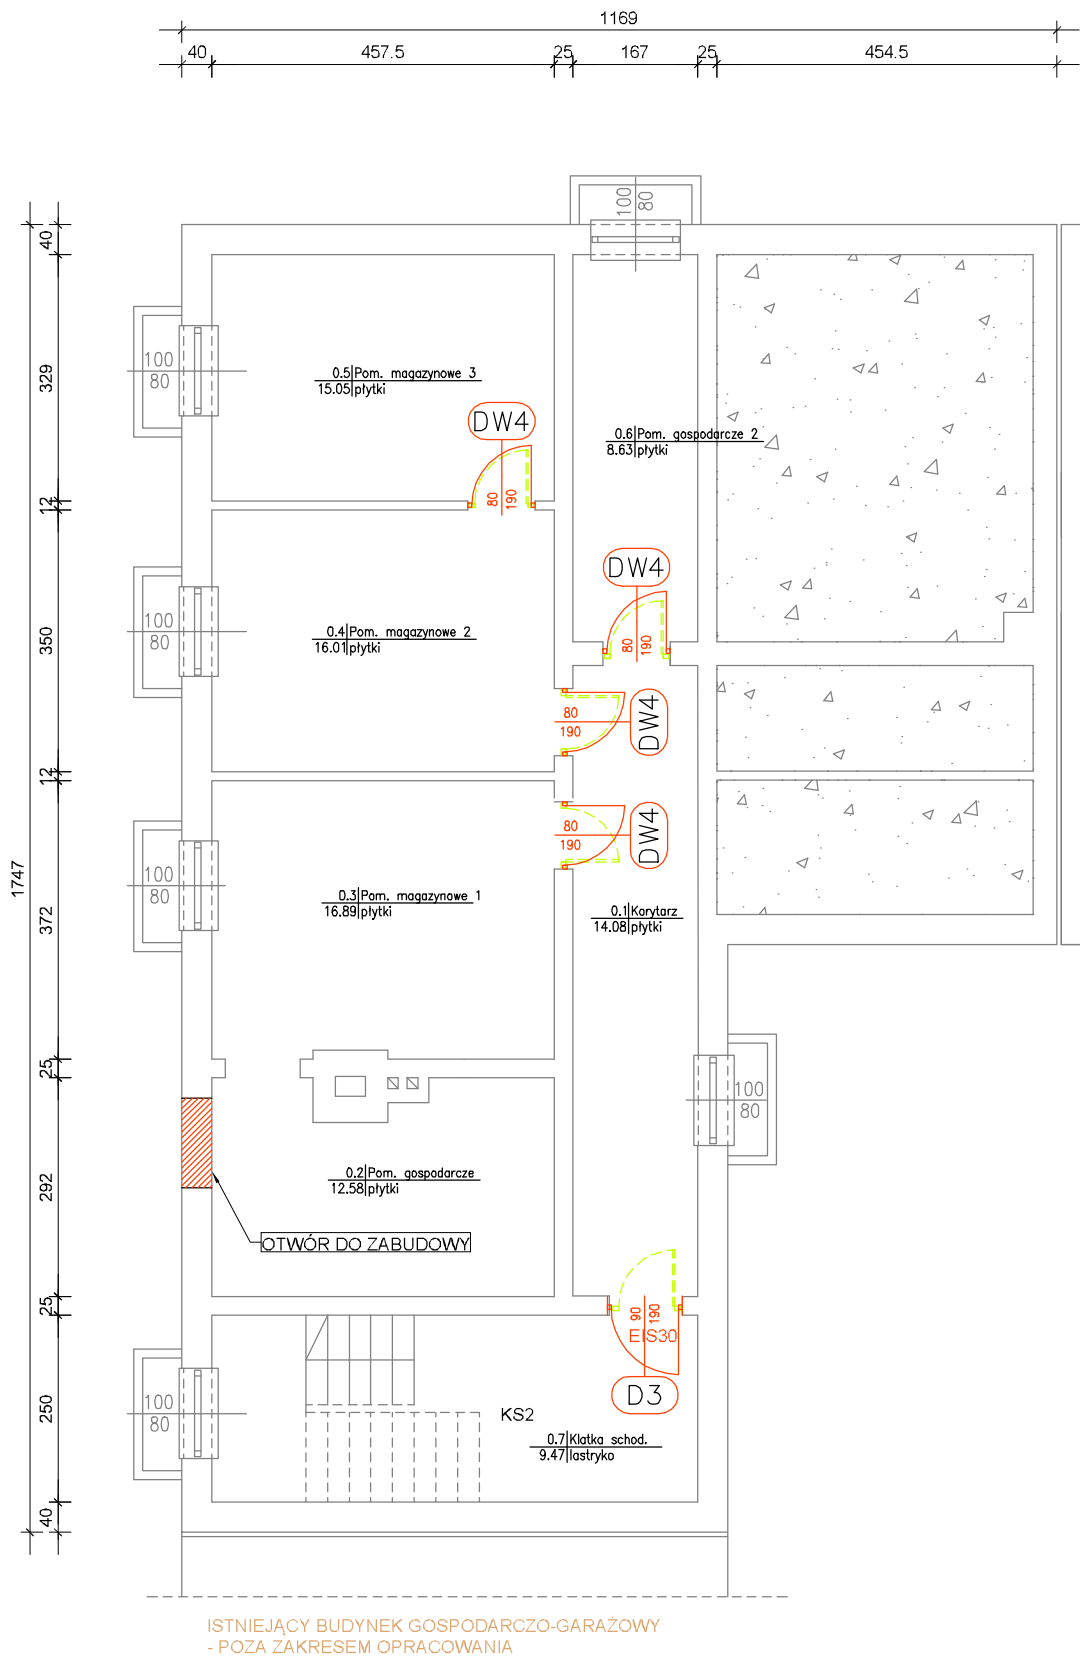 1169
40 457.5 25 167 25 454.5
100
80
40
329
12
350
12
1747
372
25
292
25
250
40
100
80
0.5 Pom. magazynowe 3
15.05 płytki
DW4
80
190
0.6 Pom. gospodarcze 2
8.63 płytki
DW4
80
190
100
80
0.4 Pom. magazynowe 2
16.01 płytki
80
190
DW4
80
190
DW4
100
80
0.3 Pom. magazynowe 1
16.89 płytki
0.1 Korytarz
14.08 płytki
100
80
0.2 Pom. gospodarcze
12.58 płytki
OTWÓR DO ZABUDOWY
90
190
EIS30
D3
100
80
KS2
0.7 Klatka schod.
9.47 lastryko
ISTNIEJĄCY BUDYNEK GOSPODARCZO-GARAŻOWY
- POZA ZAKRESEM OPRACOWANIA